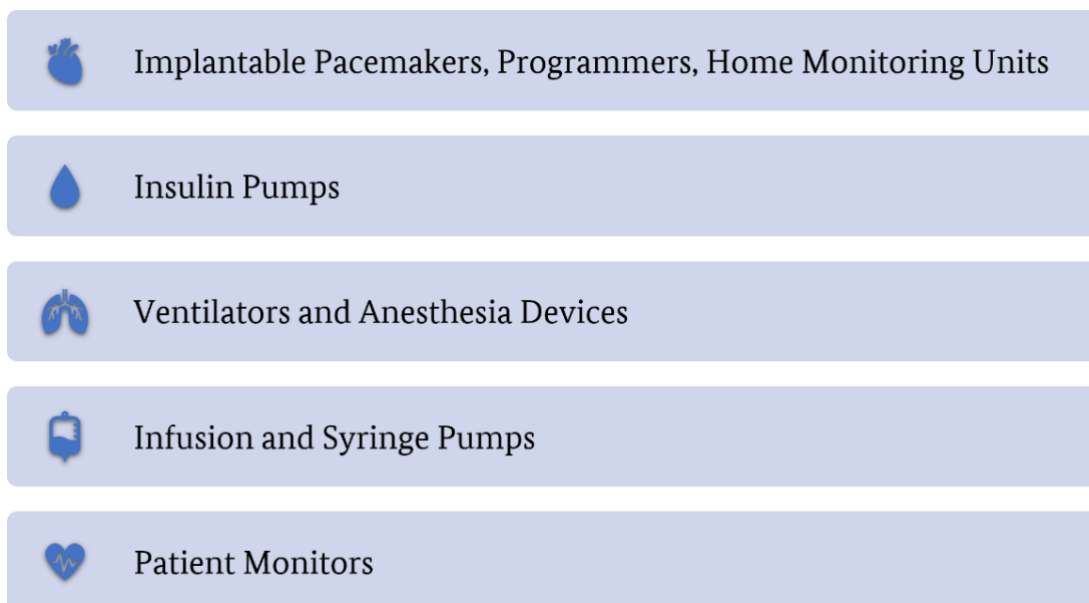 Implantable Pacemakers, Programmers, Home Monitoring Units
Insulin Pumps
Ventilators and Anesthesia Devices
Infusion and Syringe Pumps
Patient Monitors